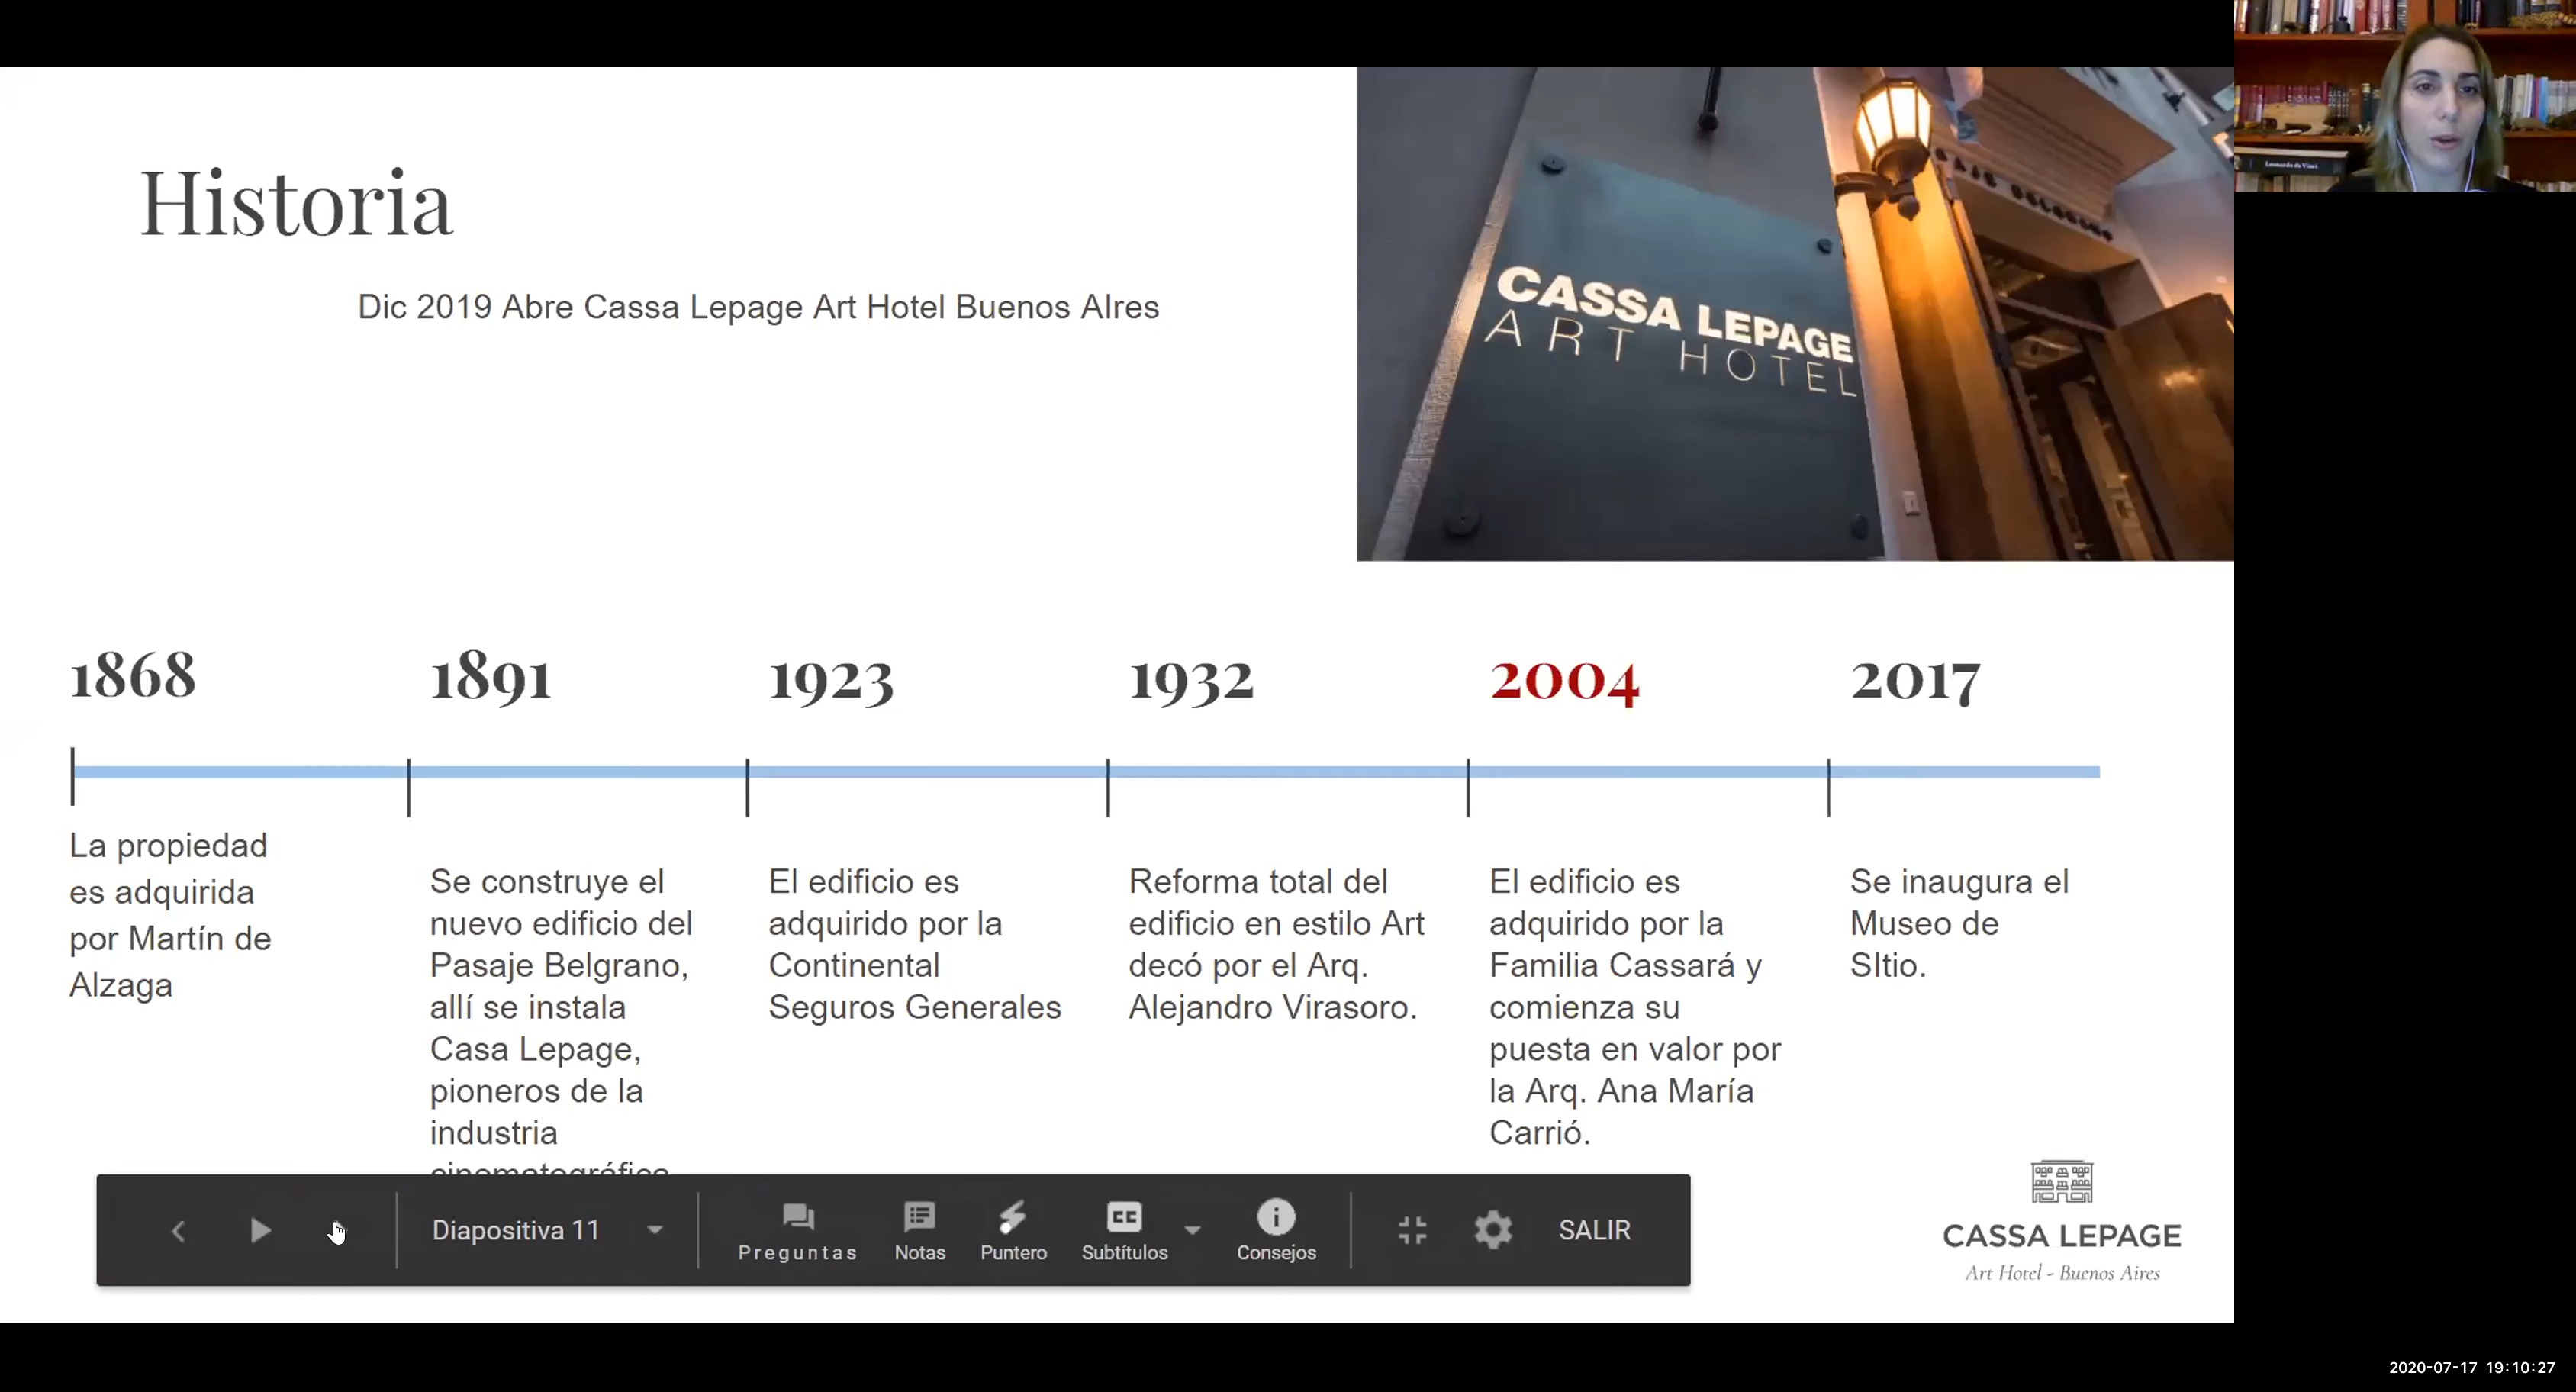 Historia
Dic 2019 Abre Cassa Lepage Art Hotel Buenos AIres
CASSA LEPAGE
ART HOTEL
Leonardo da Vinci
1868
1891
1923
1932
2004
2017
La propiedad
es adquirida
por Martín de
Alzaga
Se construye el
nuevo edificio del
Pasaje Belgrano,
allí se instala
Casa Lepage,
pioneros de la
industria
cinematográfica
El edificio es
adquirido por la
Continental
Seguros Generales
Reforma total del
edificio en estilo Art
decó por el Arq.
Alejandro Virasoro.
El edificio es
adquirido por la
Familia Cassará y
comienza su
puesta en valor por
la Arq. Ana María
Carrió.
Se inaugura el
Museo de
SItio.
Diapositiva 11
Preguntas
Notas
Puntero
CC
Subtítulos
Consejos
SALIR
CASSA LEPAGE
Art Hotel - Buenos Aires
2020-07-17 19:10:27